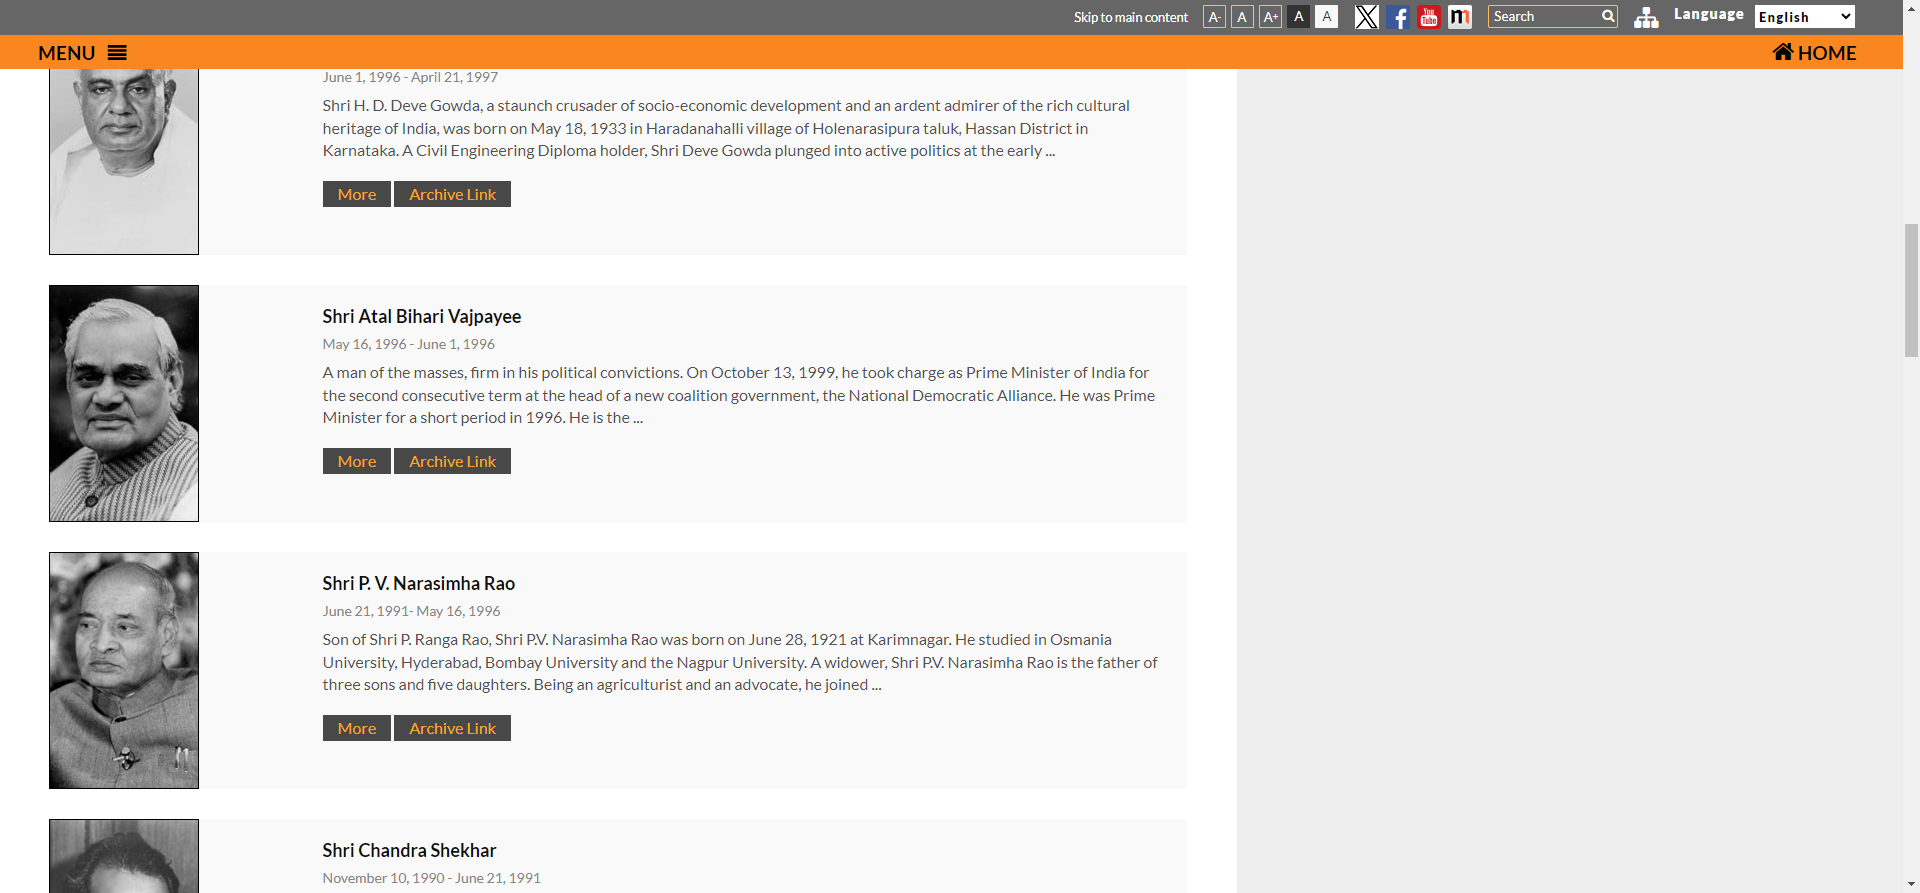 Skip to main content A- A A+ A A You Tube m Search Language English
MENU HOME
June 1, 1996 - April 21, 1997
Shri H. D. Deve Gowda, a staunch crusader of socio-economic development and an ardent admirer of the rich cultural
heritage of India, was born on May 18, 1933 in Haradanahalli village of Holenarasipura taluk, Hassan District in
Karnataka. A Civil Engineering Diploma holder, Shri Deve Gowda plunged into active politics at the early ...
More Archive Link
Shri Atal Bihari Vajpayee
May 16, 1996 - June 1, 1996
A man of the masses, firm in his political convictions. On October 13, 1999, he took charge as Prime Minister of India for
the second consecutive term at the head of a new coalition government, the National Democratic Alliance. He was Prime
Minister for a short period in 1996. He is the ...
More Archive Link
Shri P. V. Narasimha Rao
June 21, 1991- May 16, 1996
Son of Shri P. Ranga Rao, Shri P.V. Narasimha Rao was born on June 28, 1921 at Karimnagar. He studied in Osmania
University, Hyderabad, Bombay University and the Nagpur University. A widower, Shri P.V. Narasimha Rao is the father of
three sons and five daughters. Being an agriculturist and an advocate, he joined ...
More Archive Link
Shri Chandra Shekhar
November 10, 1990 - June 21, 1991